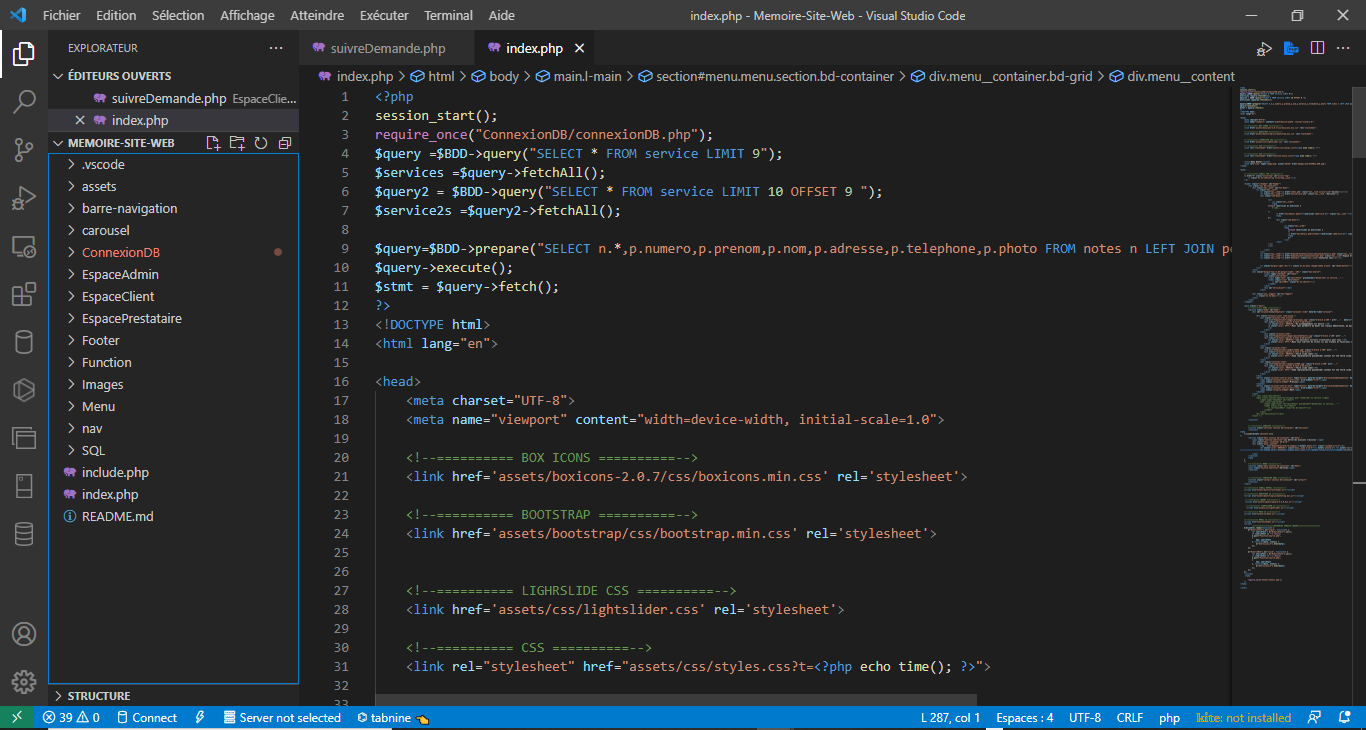 Fichier Edition Sélection Affichage Atteindre Exécuter Terminal Aide
index.php - Memoire-Site-Web - Visual Studio Code
EXPLORATEUR
ÉDITEURS OUVERTS
suivreDemande.php EspaceClie...
index.php
MEMOIRE-SITE-WEB
.vscode
assets
barre-navigation
carousel
ConnexionDB
EspaceAdmin
EspaceClient
EspacePrestataire
Footer
Function
Images
Menu
nav
SQL
include.php
index.php
README.md
STRUCTURE
suivreDemande.php
index.php
index.php > html > body > main.l-main > section#menu.menu.section.bd-container > div.menu__container.bd-grid > div.menu__content
1 <?php
2 session_start();
3 require_once("ConnexionDB/connexionDB.php");
4 $query =$BDD->query("SELECT * FROM service LIMIT 9");
5 $services =$query->fetchAll();
6 $query2 = $BDD->query("SELECT * FROM service LIMIT 10 OFFSET 9 ");
7 $service2s =$query2->fetchAll();
8
9 $query=$BDD->prepare("SELECT n.*,p.numero,p.prenom,p.nom,p.adresse,p.telephone,p.photo FROM notes n LEFT JOIN
10 $query->execute();
11 $stmt = $query->fetch();
12 ?>
13 <!DOCTYPE html>
14 <html lang="en">
15
16 <head>
17 <meta charset="UTF-8">
18 <meta name="viewport" content="width=device-width, initial-scale=1.0">
19
20 <!--========== BOX ICONS ==========-->
21 <link href='assets/boxicons-2.0.7/css/boxicons.min.css' rel='stylesheet'>
22
23 <!--========== BOOTSTRAP ==========-->
24 <link href='assets/bootstrap/css/bootstrap.min.css' rel='stylesheet'>
25
26
27 <!--========== LIGHRSLIDE CSS ==========-->
28 <link href='assets/css/lightslider.css' rel='stylesheet'>
29
30 <!--========== CSS ==========-->
31 <link rel="stylesheet" href="assets/css/styles.css?t=<?php echo time(); ?>">
32
33
39 0 Connect Server not selected tabnine L 287, col 1 Espaces : 4 UTF-8 CRLF php kite: not installed